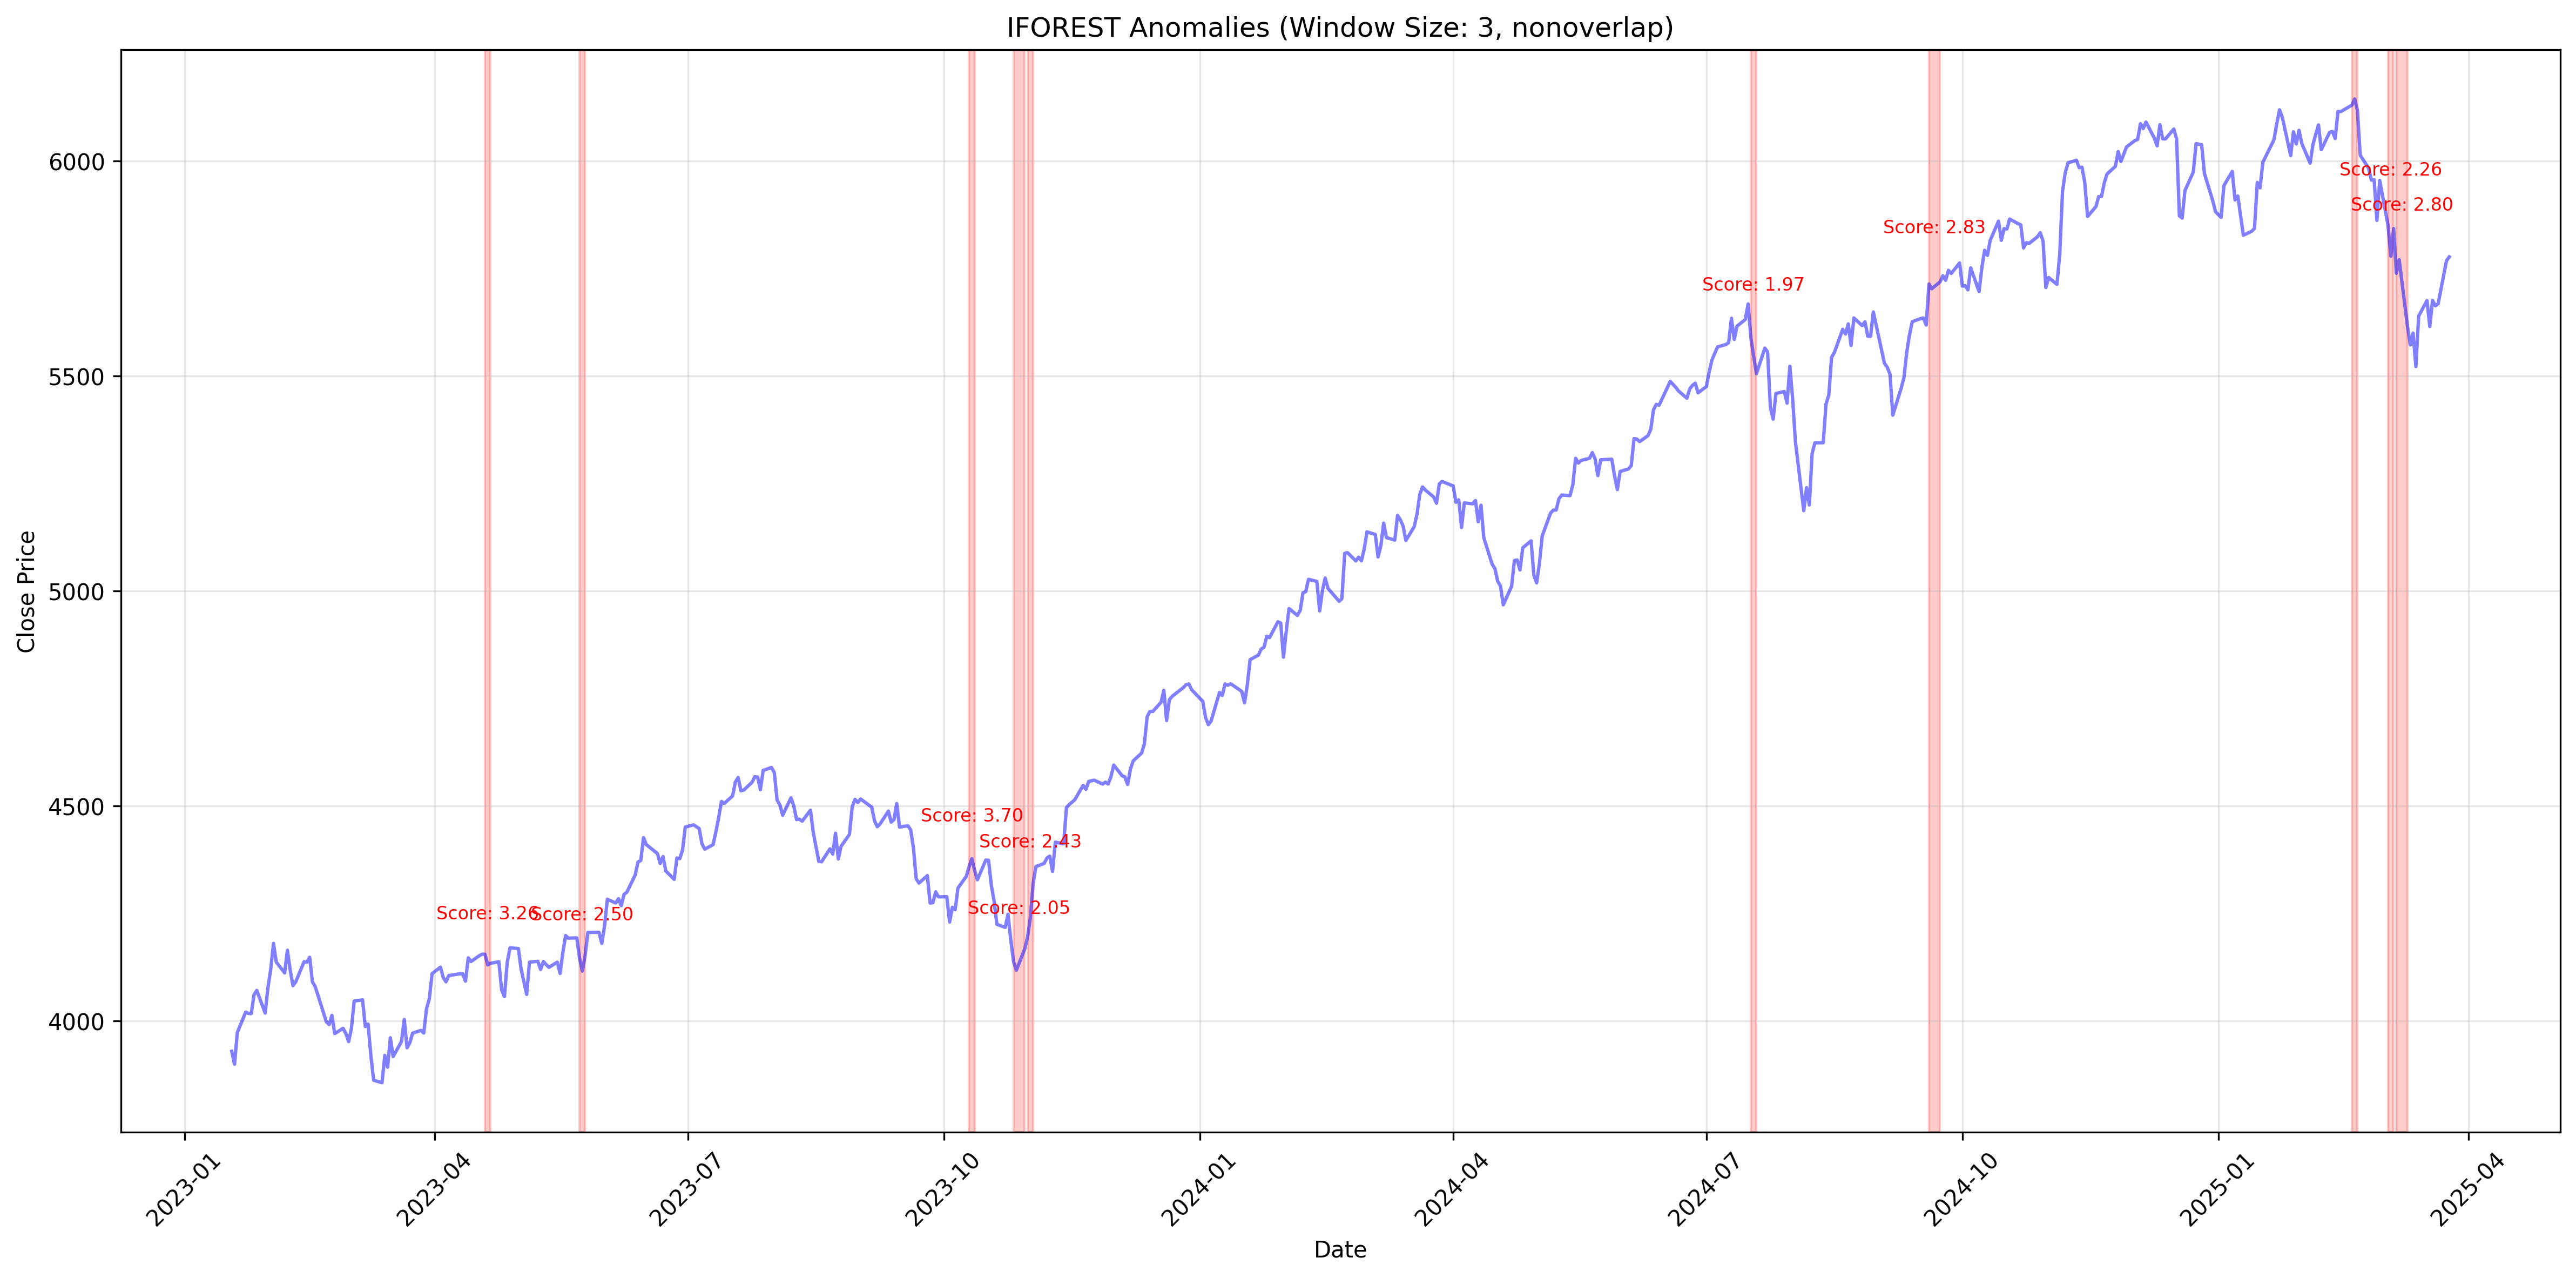 IFOREST Anomalies (Window Size: 3, nonoverlap)
Close Price
6000
5500
5000
4500
4000
Score: 2.26
Score: 2.80
Score: 2.83
Score: 1.97
Score: 3.70
Score: 2.43
Score: 2.05
Score: 3.26
Score: 2.50
2023-01
2023-04
2023-07
2023-10
2024-01
2024-04
2024-07
2024-10
2025-01
2025-04
Date